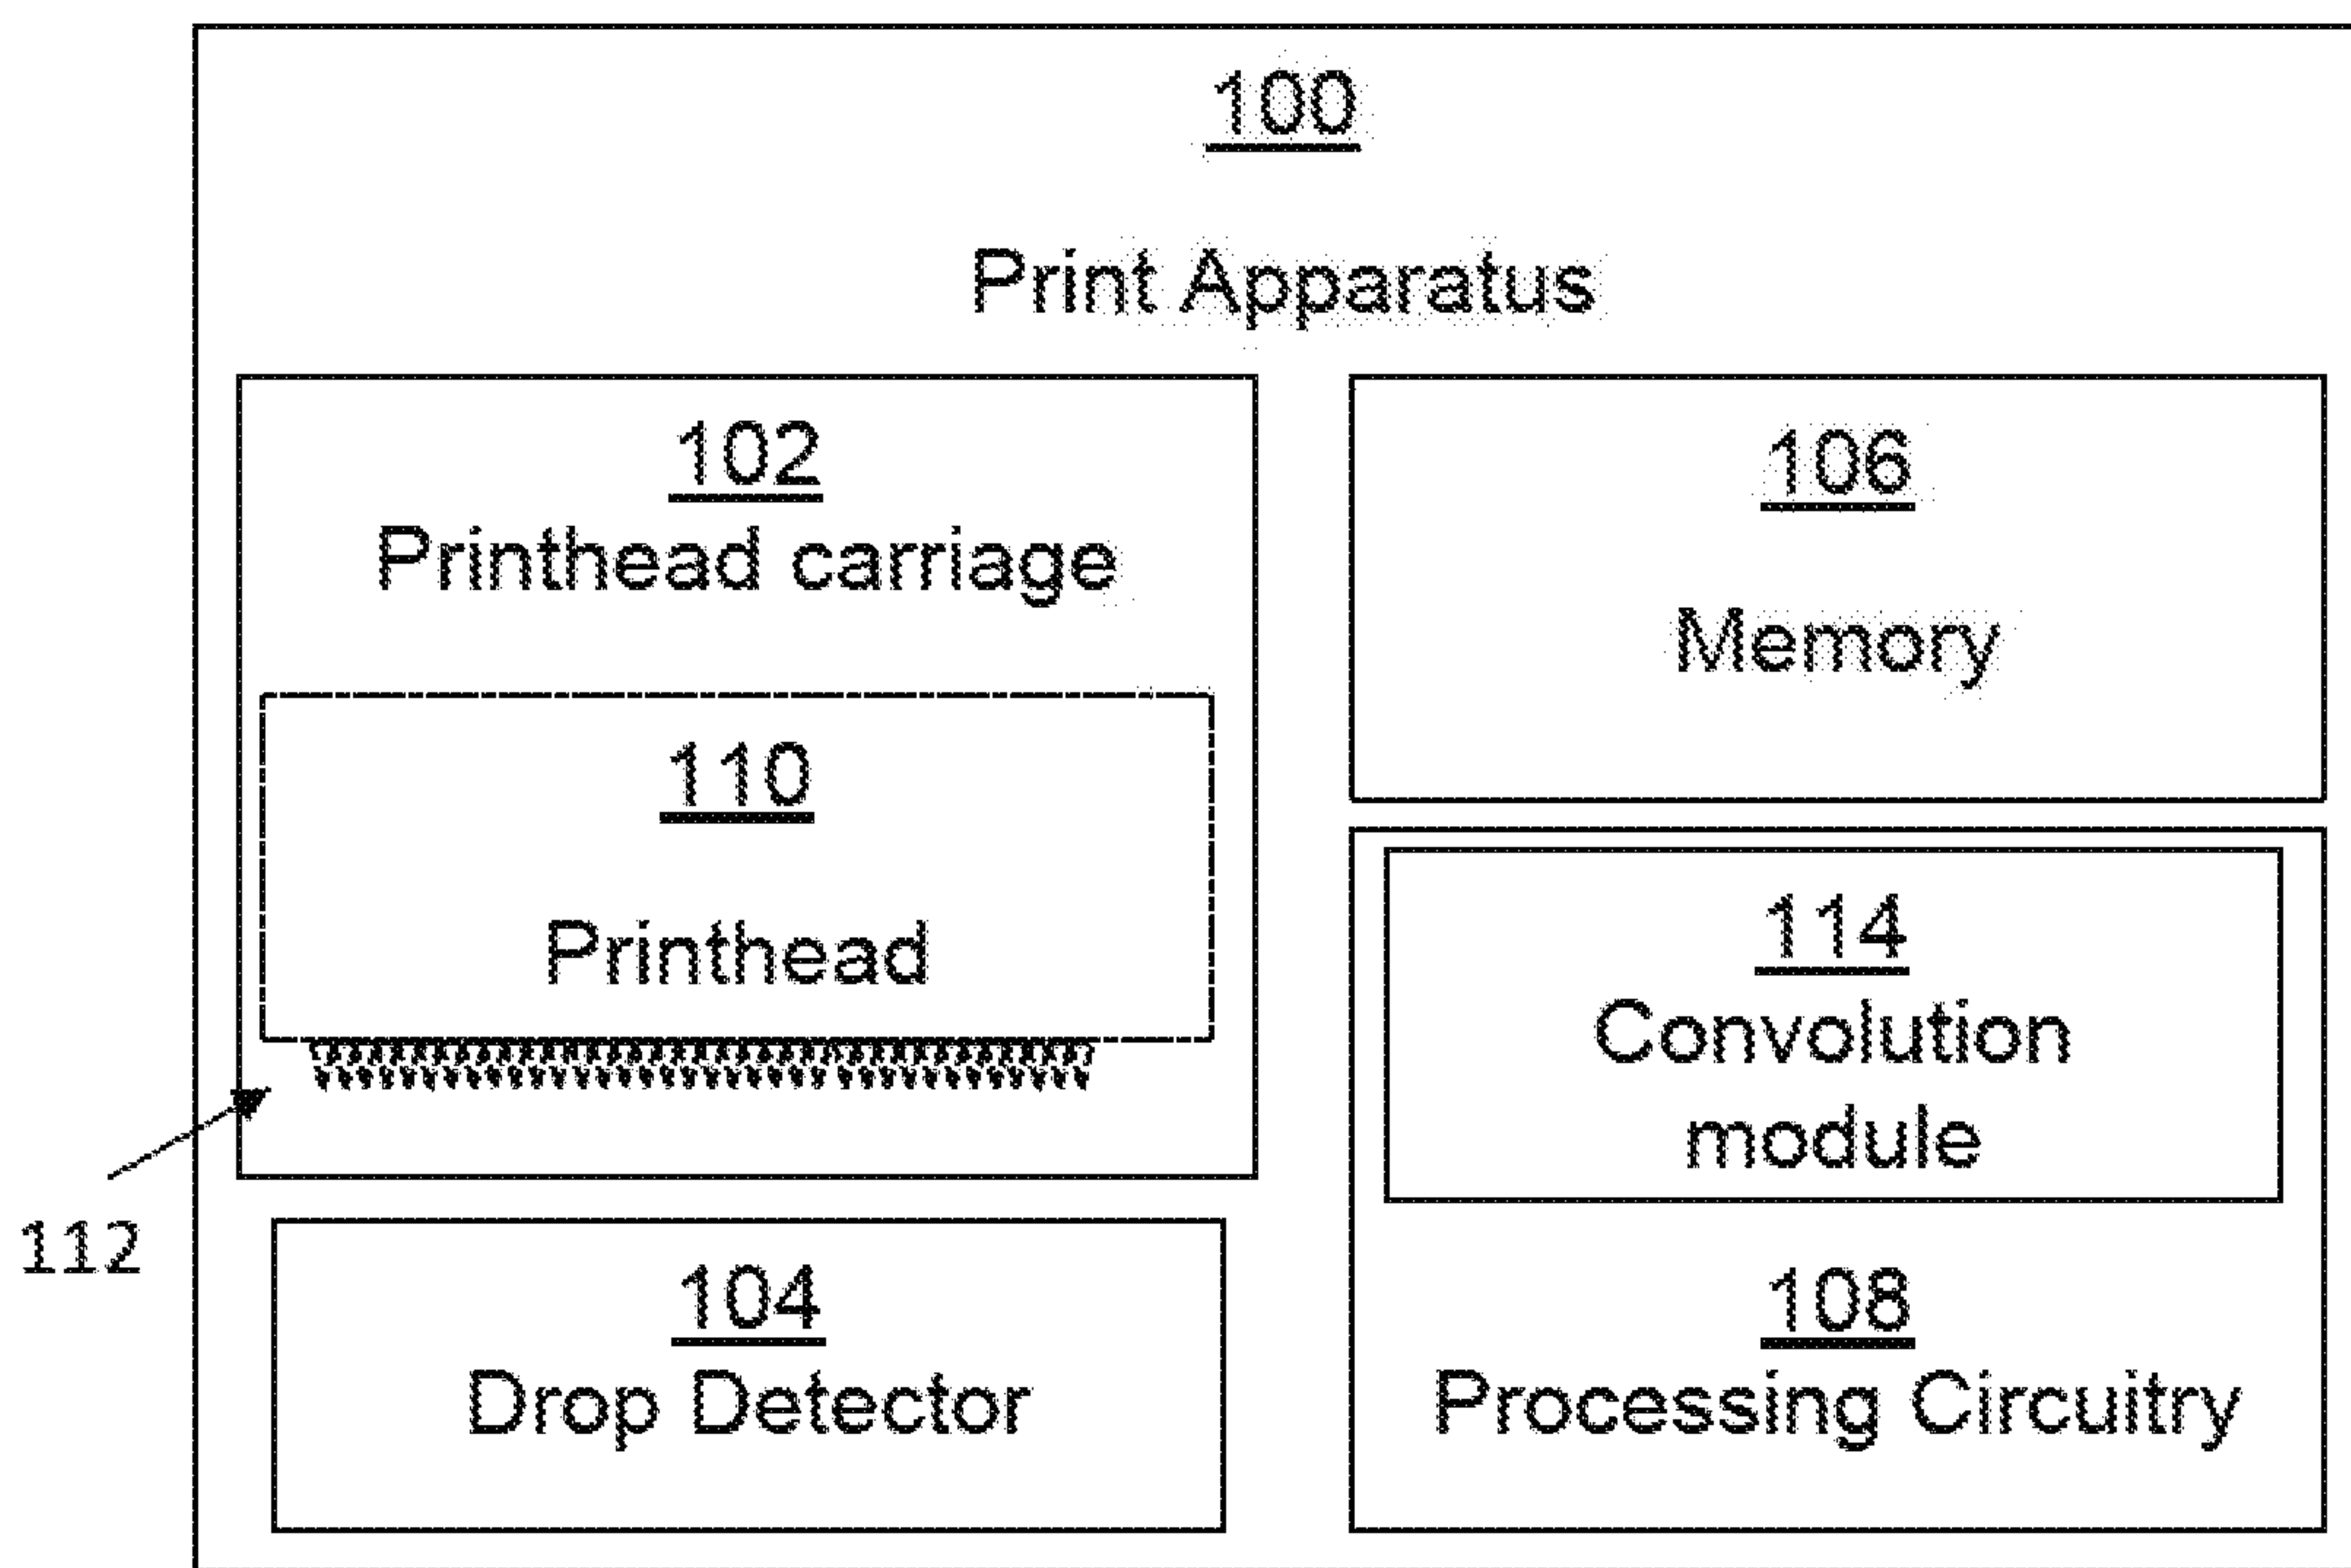 100
Print Apparatus
102
Printhead carriage
110
Printhead
112
104
Drop Detector
106
Memory
114
Convolution
module
108
Processing Circuitry